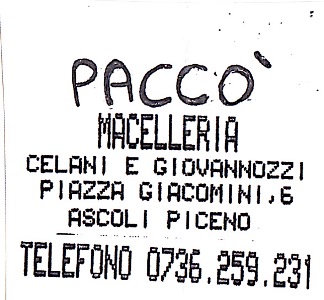 PACCO`
MACELLERIA
CELANI E GIOVANNOZZI
PIAZZA GIACOMINI,6
ASCOLI PICENO
TELEFONO 0736.259.231